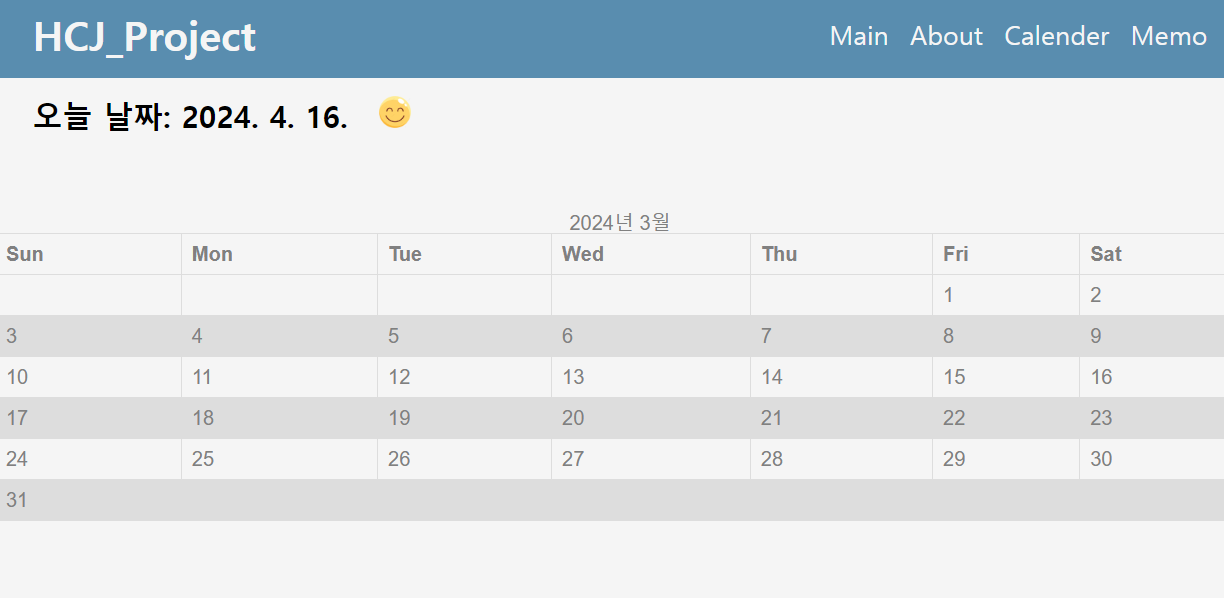 HCJ_Project Main About Calender Memo
오늘 날짜: 2024. 4. 16. 😊
2024년 3월
Sun Mon Tue Wed Thu Fri Sat
1 2
3 4 5 6 7 8 9
10 11 12 13 14 15 16
17 18 19 20 21 22 23
24 25 26 27 28 29 30
31